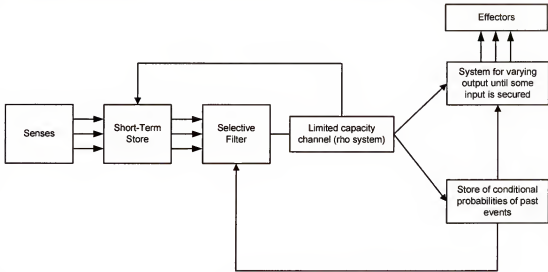 Effectors
System for varying
output until some
input is secured
Senses
Short-Term
Store
Selective
Filter
Limited capacity
channel (rho system)
Store of conditional
probabilities of past
events